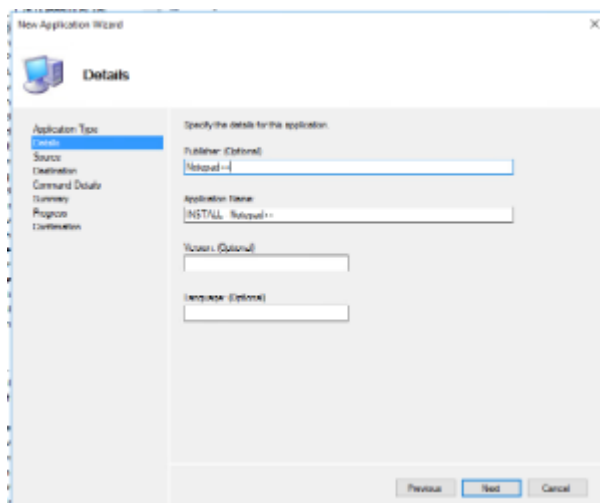 New Application Wizard
Details
Application Type
Details
Source
Destination
Command Details
Summary
Progress
Confirmation
Specify the details for this application.
Publisher: (Optional)
Notepad++
Application Name:
INSTALL Notepad++
Version: (Optional)
Language: (Optional)
Previous
Next
Cancel